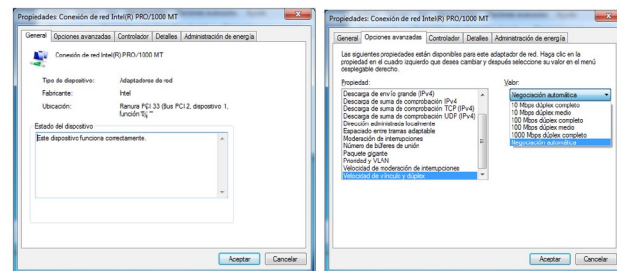 Propiedades: Conexión de red Intel(R) PRO/1000 MT
General
Opciones avanzadas
Controlador
Detalles
Administración de energía
Conexión de red Intel(R) PRO/1000 MT
Tipo de dispositivo: Adaptadores de red
Fabricante: Intel
Ubicación: Ranura PCI 33 (Bus PCI 2, dispositivo 1,
función
Estado del dispositivo
Este dispositivo funciona correctamente.
Aceptar
Cancelar
Propiedades: Conexión de red Intel(R) PRO/1000 MT
General
Opciones avanzadas
Controlador
Detalles
Administración de energía
Las siguientes propiedades están disponibles para este adaptador de red. Haga clic en la
propiedad en el cuadro izquierdo que desea cambiar y después seleccione su valor en el menú
desplegable derecho.
Propiedad:
Descarga de envío grande (IPv4)
Descarga de suma de comprobación IPv4
Descarga de suma de comprobación TCP (IPv4)
Descarga de suma de comprobación UDP (IPv4)
Dirección administrada localmente
Espaciado entre tramas adaptable
Moderación de interrupciones
Número de búferes de unión
Paquete gigante
Prioridad y VLAN
Velocidad de moderación de interrupciones
Velocidad de vínculo y dúplex
Valor:
Negociación automática
10 Mbps dúplex completo
10 Mbps dúplex medio
100 Mbps dúplex completo
100 Mbps dúplex medio
1000 Mbps dúplex completo
Negociación automática
Aceptar
Cancelar